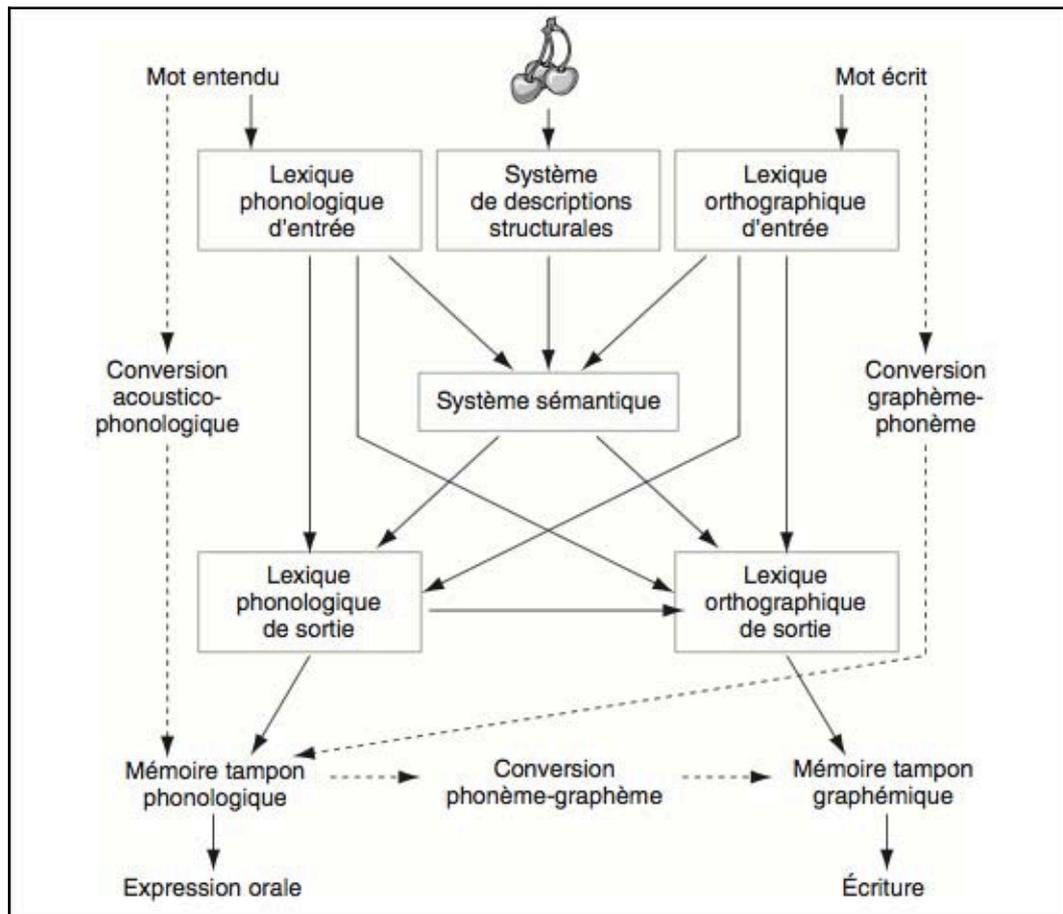 Mot entendu
Mot écrit
Lexique
phonologique
d'entrée
Système
de descriptions
structurales
Lexique
orthographique
d'entrée
Conversion
acoustico-
phonologique
Système sémantique
Conversion
graphème-
phonème
Lexique
phonologique
de sortie
Lexique
orthographique
de sortie
Mémoire tampon
phonologique
Conversion
phonème-graphème
Mémoire tampon
graphémique
Expression orale
Écriture